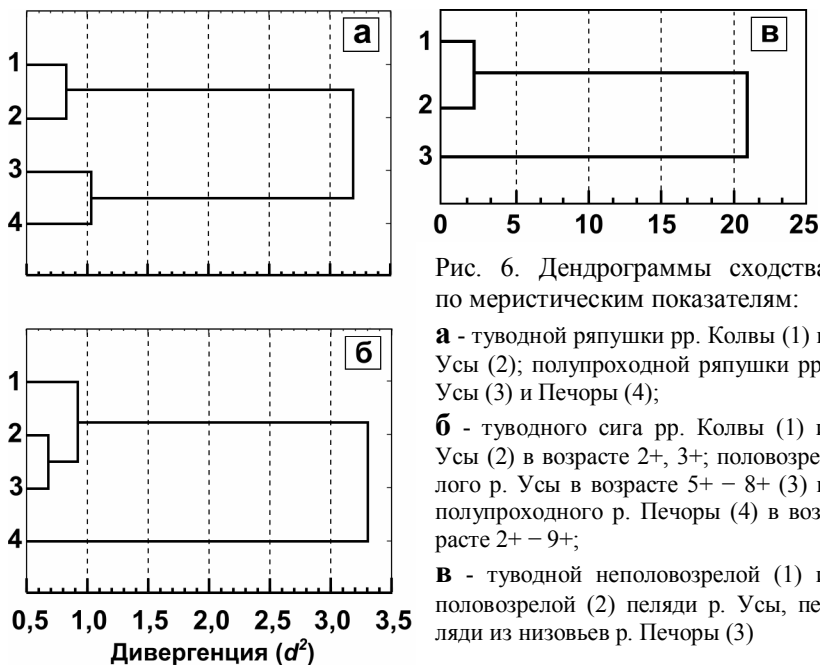 а
1
2
3
4
б
1
2
3
4
0,5 1,0 1,5 2,0 2,5 3,0 3,5
Дивергенция (d²)
в
1
2
3
0 5 10 15 20 25
Рис. 6. Дендрограммы сходства
по меристическим показателям:
а - туводной ряпушки рр. Колвы (1) и
Усы (2); полупроходной ряпушки рр.
Усы (3) и Печоры (4);
б - туводного сига рр. Колвы (1) и
Усы (2) в возрасте 2+, 3+; половозре-
лого р. Усы в возрасте 5+ − 8+ (3) и
полупроходного р. Печоры (4) в воз-
расте 2+ − 9+;
в - туводной неполовозрелой (1) и
половозрелой (2) пеляди р. Усы, пе-
ляди из низовьев р. Печоры (3)